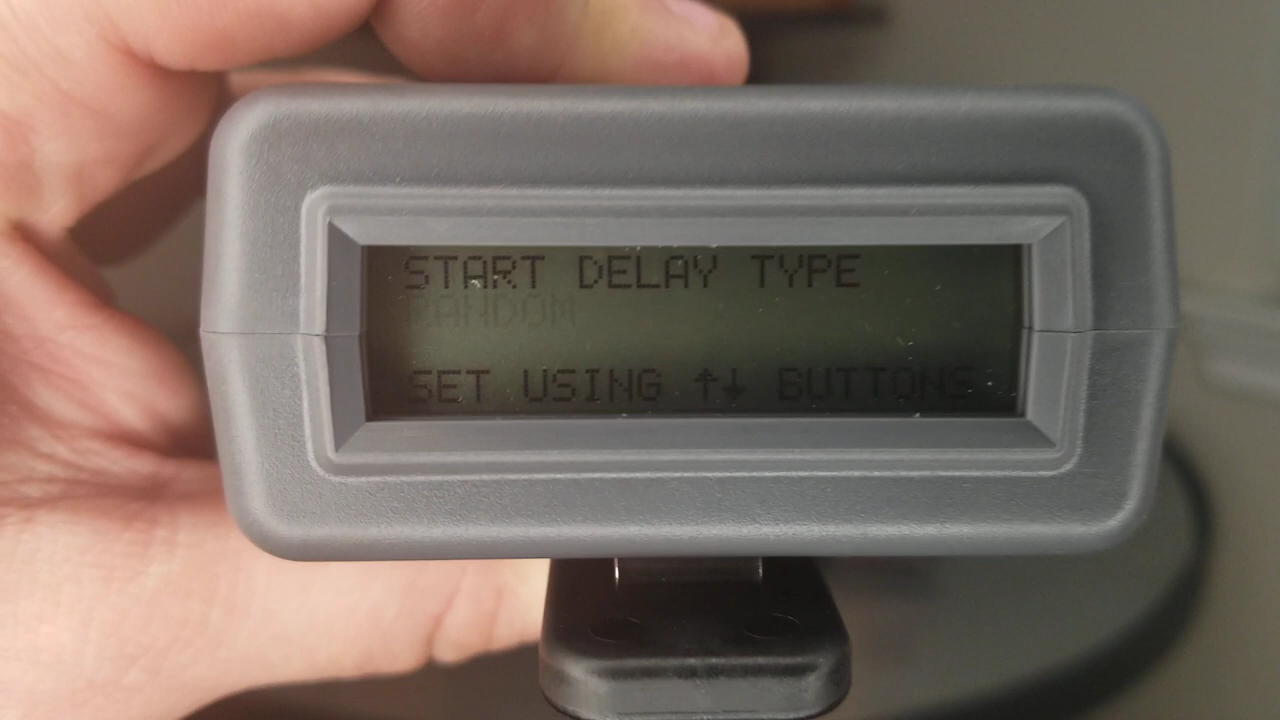 START DELAY TYPE
RANDOM
SET USING ↑↓ BUTTONS